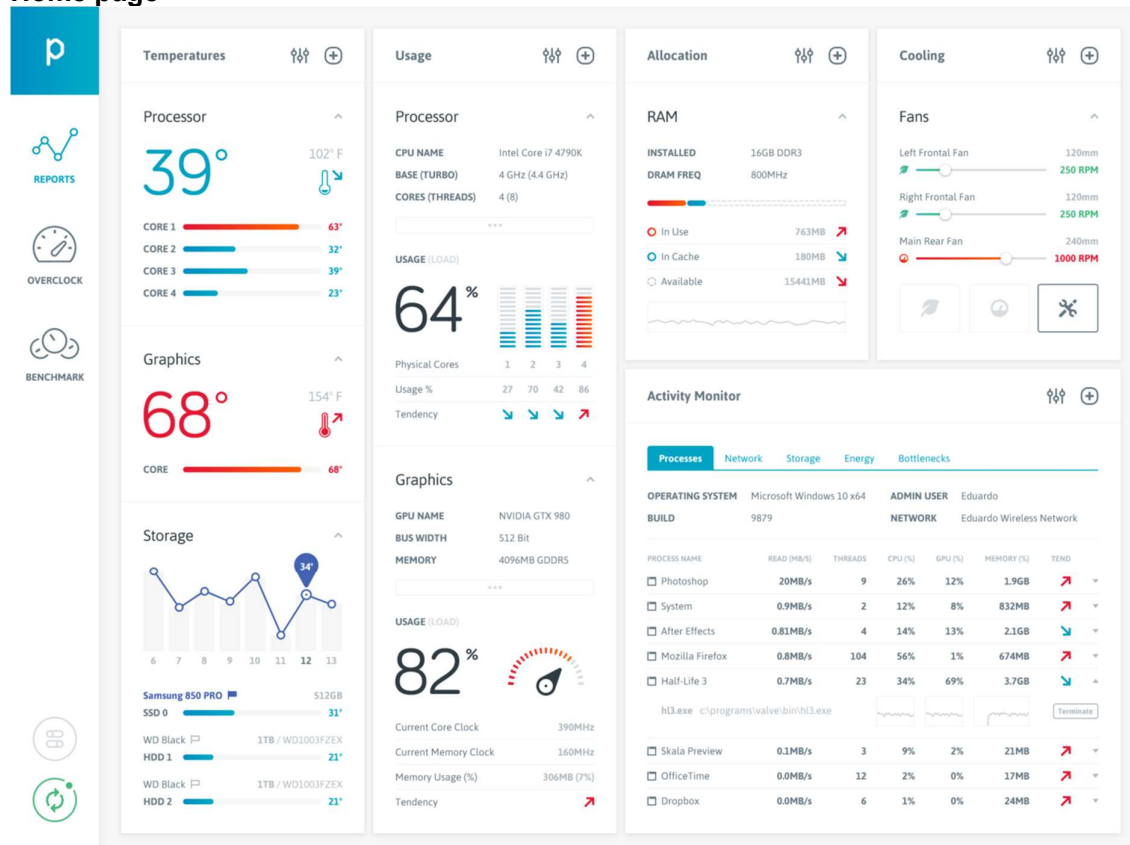 Home page
p
REPORTS
OVERCLOCK
BENCHMARK
Temperatures
Processor
39°
102° F
CORE 1 63°
CORE 2 32°
CORE 3 39°
CORE 4 23°
Graphics
68°
154° F
CORE 68°
Storage
34°
6 7 8 9 10 11 12 13
Samsung 850 PRO 512GB
SSD 0 31°
WD Black 1TB / WD1003FZEX
HDD 1 21°
WD Black 1TB / WD1003FZEX
HDD 2 21°
Usage
Processor
CPU NAME Intel Core i7 4790K
BASE (TURBO) 4 GHz (4.4 GHz)
CORES (THREADS) 4 (8)
USAGE (LOAD)
64%
Physical Cores 1 2 3 4
Usage % 27 70 42 86
Tendency
Graphics
GPU NAME NVIDIA GTX 980
BUS WIDTH 512 Bit
MEMORY 4096MB GDDR5
USAGE (LOAD)
82%
Current Core Clock 390MHz
Current Memory Clock 160MHz
Memory Usage (%) 306MB (7%)
Tendency
Allocation
RAM
INSTALLED 16GB DDR3
DRAM FREQ 800MHz
In Use 763MB
In Cache 180MB
Available 15441MB
Cooling
Fans
Left Frontal Fan 120mm
250 RPM
Right Frontal Fan 120mm
250 RPM
Main Rear Fan 240mm
1000 RPM
Activity Monitor
Processes Network Storage Energy Bottlenecks
OPERATING SYSTEM Microsoft Windows 10 x64 ADMIN USER Eduardo
BUILD 9879 NETWORK Eduardo Wireless Network
PROCESS NAME READ (MB/S) THREADS CPU (%) GPU (%) MEMORY (%) TEND
Photoshop 20MB/s 9 26% 12% 1.9GB
System 0.9MB/s 2 12% 8% 832MB
After Effects 0.81MB/s 4 14% 13% 2.1GB
Mozilla Firefox 0.8MB/s 104 56% 1% 674MB
Half-Life 3 0.7MB/s 23 34% 69% 3.7GB
hl3.exe c:\programs\valve\bin\hl3.exe Terminate
Skala Preview 0.1MB/s 3 9% 2% 21MB
OfficeTime 0.0MB/s 12 2% 0% 17MB
Dropbox 0.0MB/s 6 1% 0% 24MB